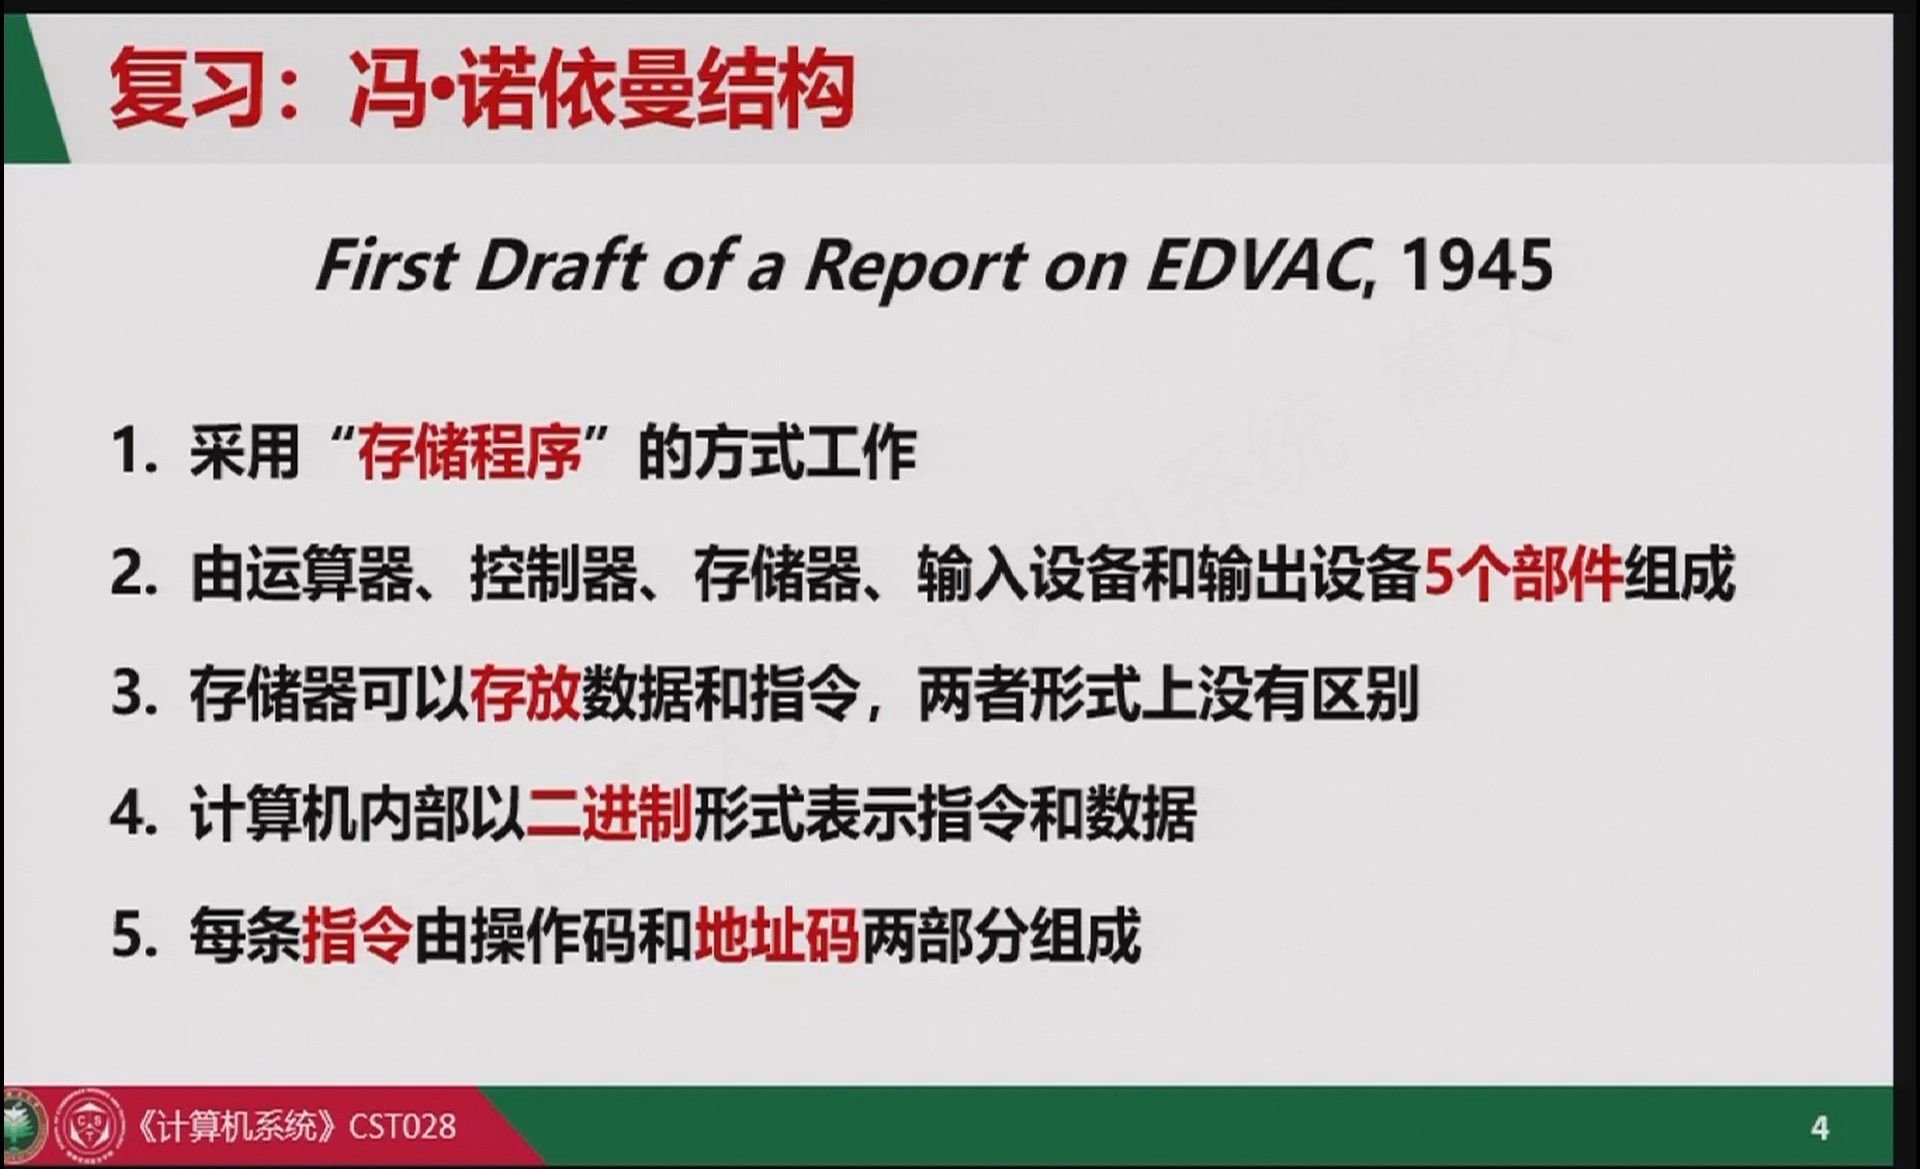 复习：冯•诺依曼结构
First Draft of a Report on EDVAC, 1945
1. 采用“存储程序”的方式工作
2. 由运算器、控制器、存储器、输入设备和输出设备5个部件组成
3. 存储器可以存放数据和指令，两者形式上没有区别
4. 计算机内部以二进制形式表示指令和数据
5. 每条指令由操作码和地址码两部分组成
《计算机系统》CST028
4